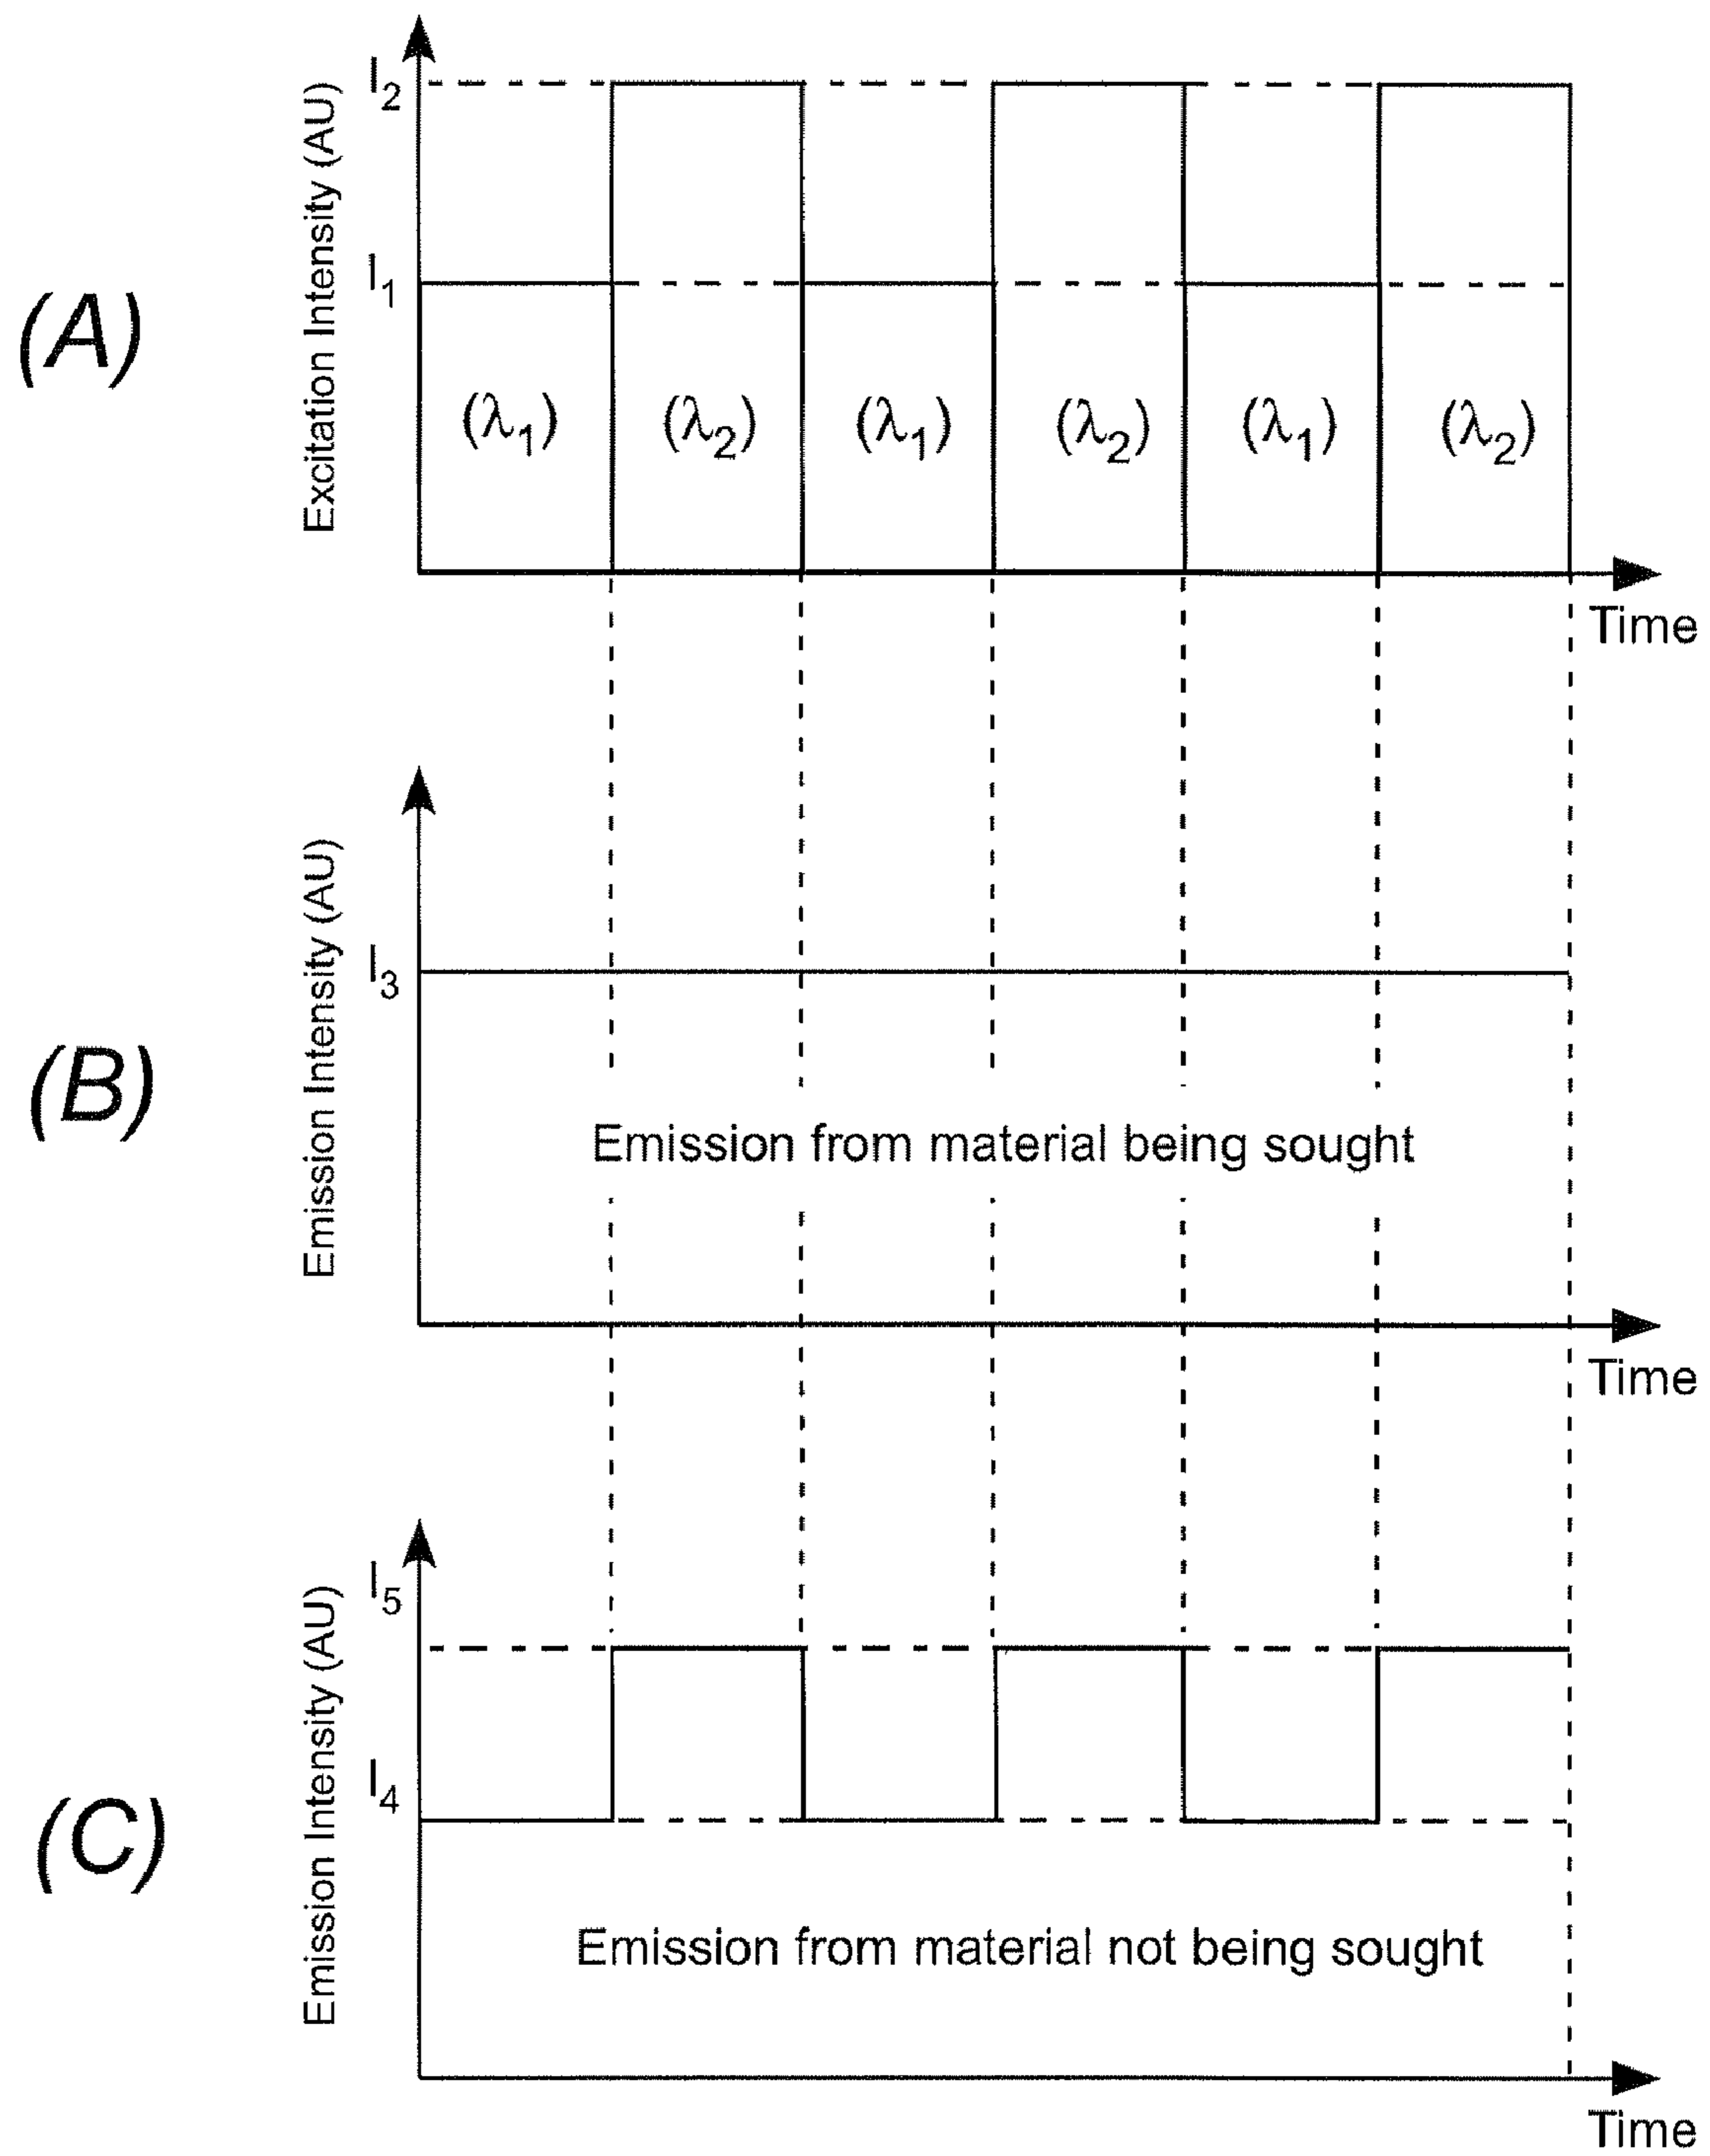 (A)
Excitation Intensity (AU)
I2
I1
(λ1) (λ2) (λ1) (λ2) (λ1) (λ2)
Time
(B)
Emission Intensity (AU)
I3
Emission from material being sought
Time
(C)
Emission Intensity (AU)
I5
I4
Emission from material not being sought
Time